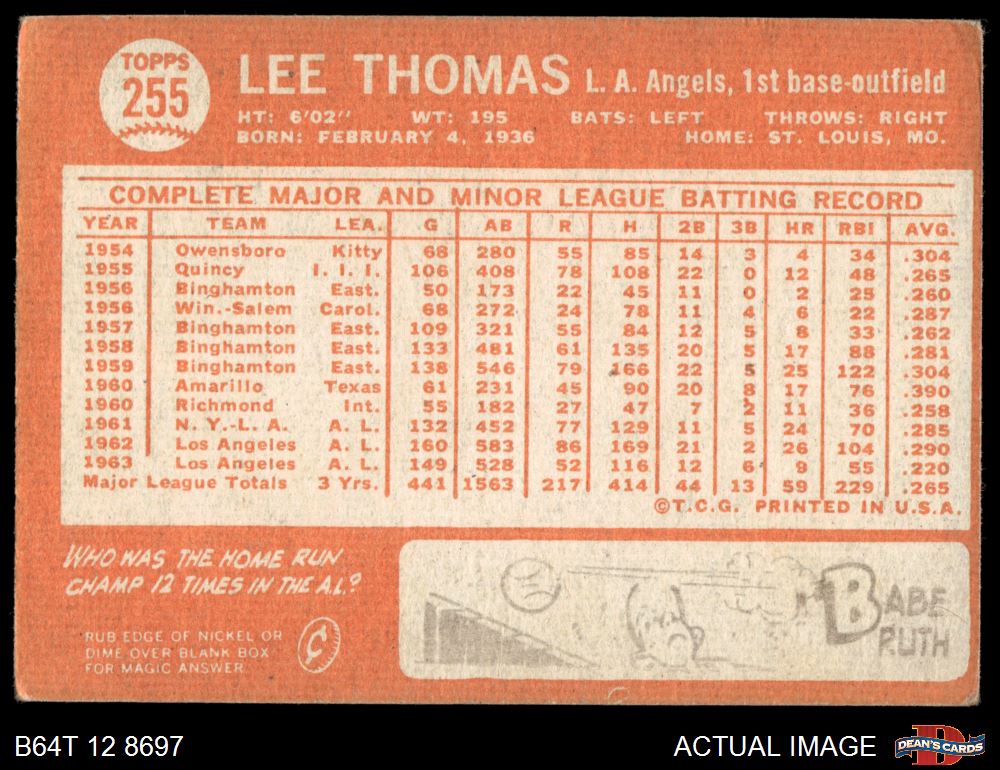 TOPPS
255
LEE THOMAS L. A. Angels, 1st base-outfield
HT: 6'02" WT: 195 BATS: LEFT THROWS: RIGHT
BORN: FEBRUARY 4, 1936 HOME: ST. LOUIS, MO.
COMPLETE MAJOR AND MINOR LEAGUE BATTING RECORD
YEAR TEAM LEA. G AB R H 2B 3B HR RBI AVG.
1954 Owensboro Kitty 68 280 55 85 14 3 4 34 .304
1955 Quincy I. I. I. 106 408 78 108 22 0 12 48 .265
1956 Binghamton East. 50 173 22 45 11 0 2 25 .260
1956 Win.-Salem Carol. 68 272 24 78 11 4 6 22 .287
1957 Binghamton East. 109 321 55 84 12 5 8 33 .262
1958 Binghamton East. 133 481 61 135 20 5 17 88 .281
1959 Binghamton East. 138 546 79 166 22 5 25 122 .304
1960 Amarillo Texas 61 231 45 90 20 8 17 76 .390
1960 Richmond Int. 55 182 27 47 7 2 11 36 .258
1961 N. Y.-L. A. A. L. 132 452 77 129 11 5 24 70 .285
1962 Los Angeles A. L. 160 583 86 169 21 2 26 104 .290
1963 Los Angeles A. L. 149 528 52 116 12 6 9 55 .220
Major League Totals 3 Yrs. 441 1563 217 414 44 13 59 229 .265
©T.C.G. PRINTED IN U.S.A.
WHO WAS THE HOME RUN
CHAMP 12 TIMES IN THE A.L.?
RUB EDGE OF NICKEL OR
DIME OVER BLANK BOX
FOR MAGIC ANSWER
¢
BABE
RUTH
B64T 12 8697
ACTUAL IMAGE
D
DEAN'S CARDS